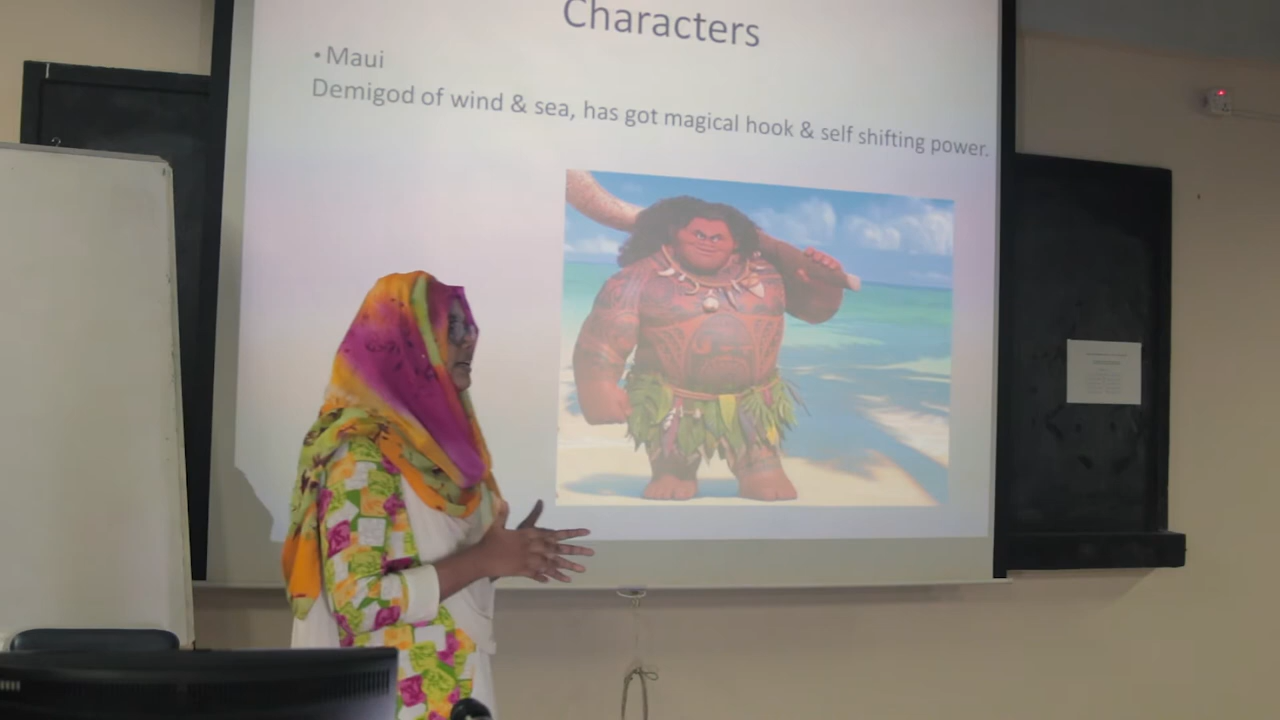 Characters
• Maui
Demigod of wind & sea, has got magical hook & self shifting power.